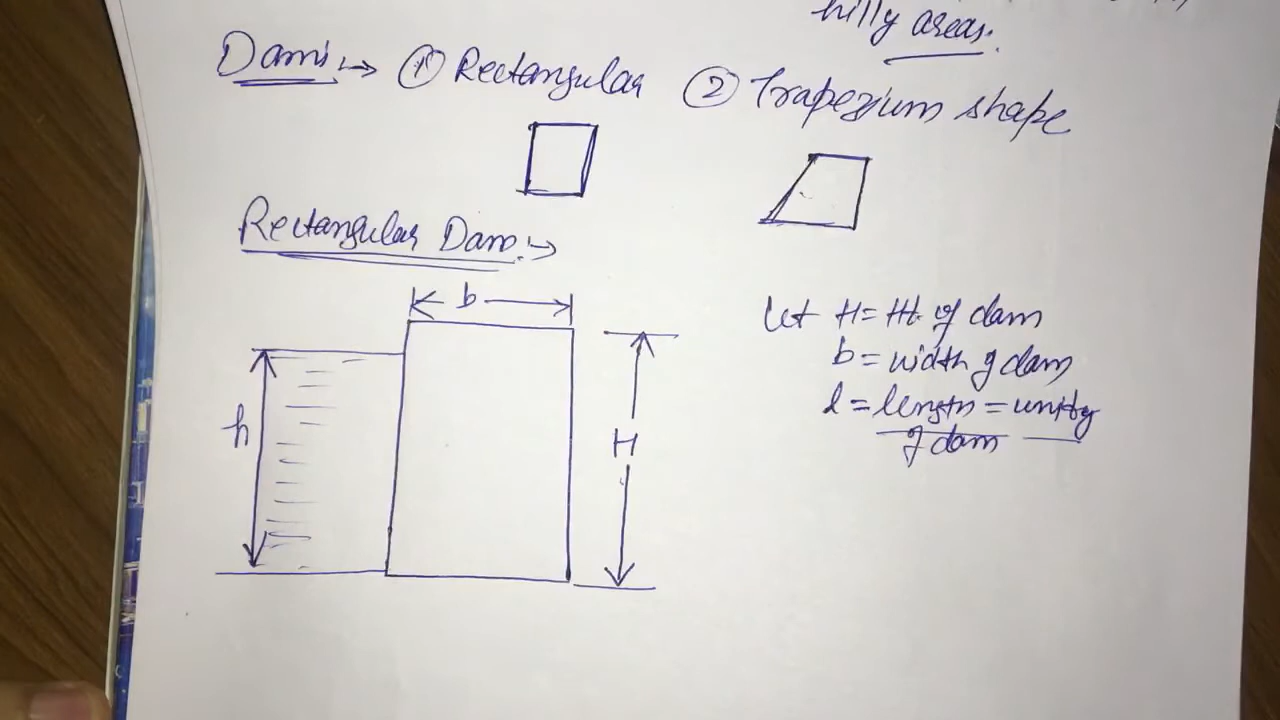 hilly areas.
Dams → ① Rectangular ② Trapezium shape
Rectangular Dam :→
b
h
H
Let H = Ht. of dam
b = width of dam
l = length = unity
of dam